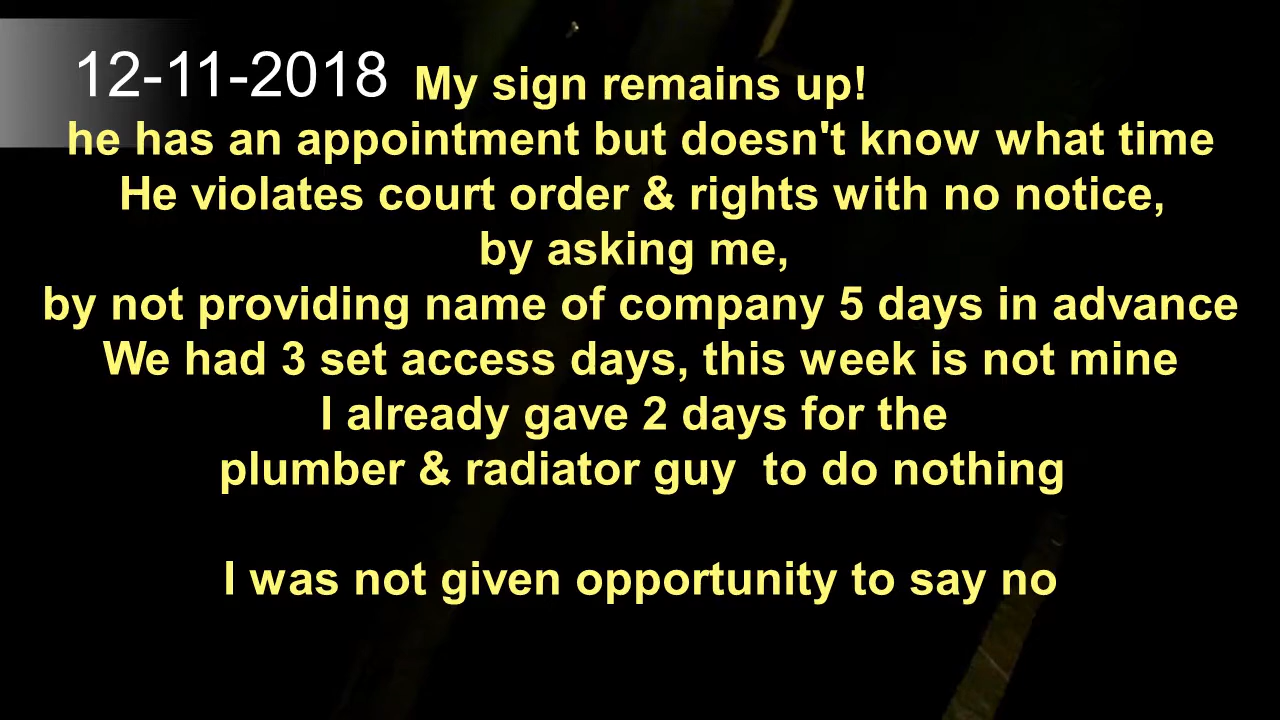 12-11-2018 My sign remains up!
he has an appointment but doesn't know what time
He violates court order & rights with no notice,
by asking me,
by not providing name of company 5 days in advance
We had 3 set access days, this week is not mine
I already gave 2 days for the
plumber & radiator guy  to do nothing
I was not given opportunity to say no